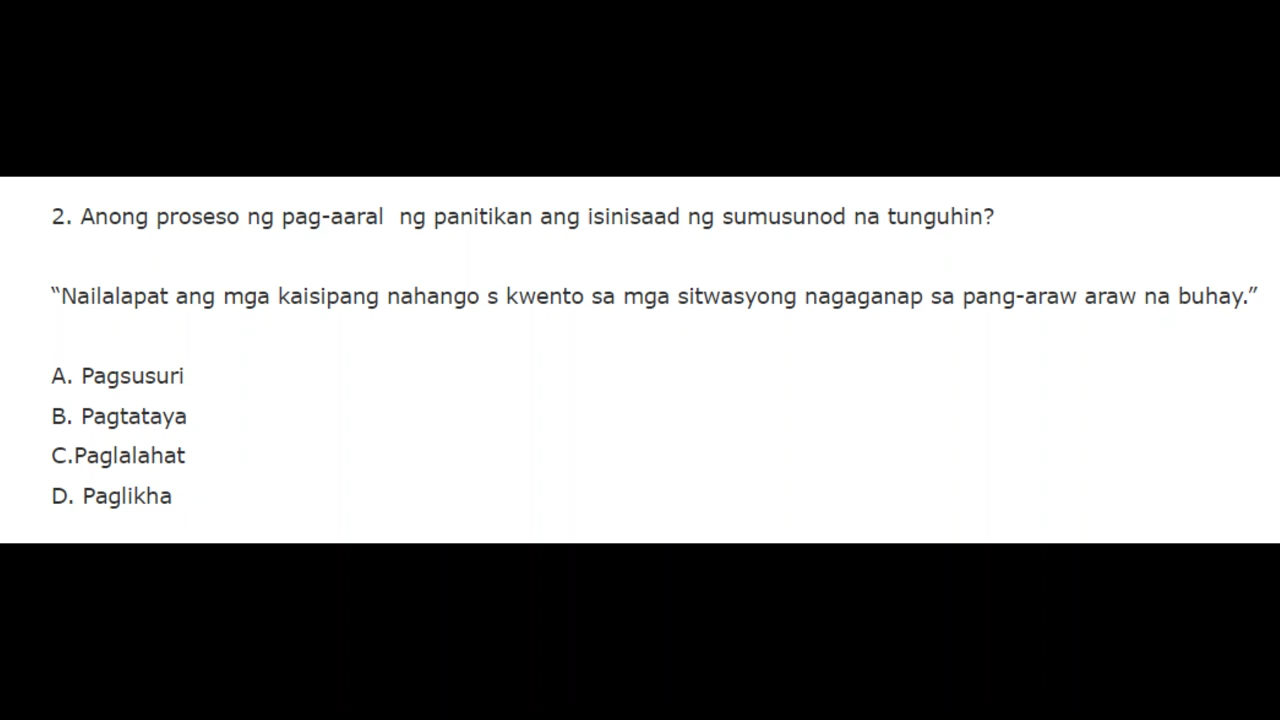 2. Anong proseso ng pag-aaral  ng panitikan ang isinisaad ng sumusunod na tunguhin?
“Nailalapat ang mga kaisipang nahango s kwento sa mga sitwasyong nagaganap sa pang-araw araw na buhay.”
A. Pagsusuri
B. Pagtataya
C.Paglalahat
D. Paglikha